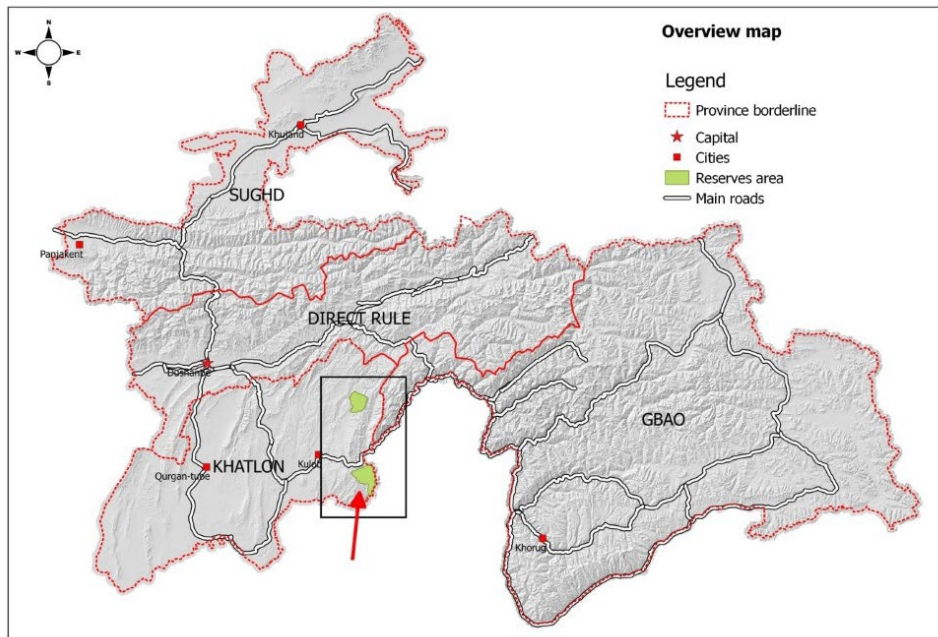 N
W E
S
Overview map
Legend
Province borderline
Capital
Cities
Reserves area
Main roads
Khujand
SUGHD
Panjakent
DIRECT RULE
Dushanbe
GBAO
Kulob
KHATLON
Qurgan-tube
Khorug